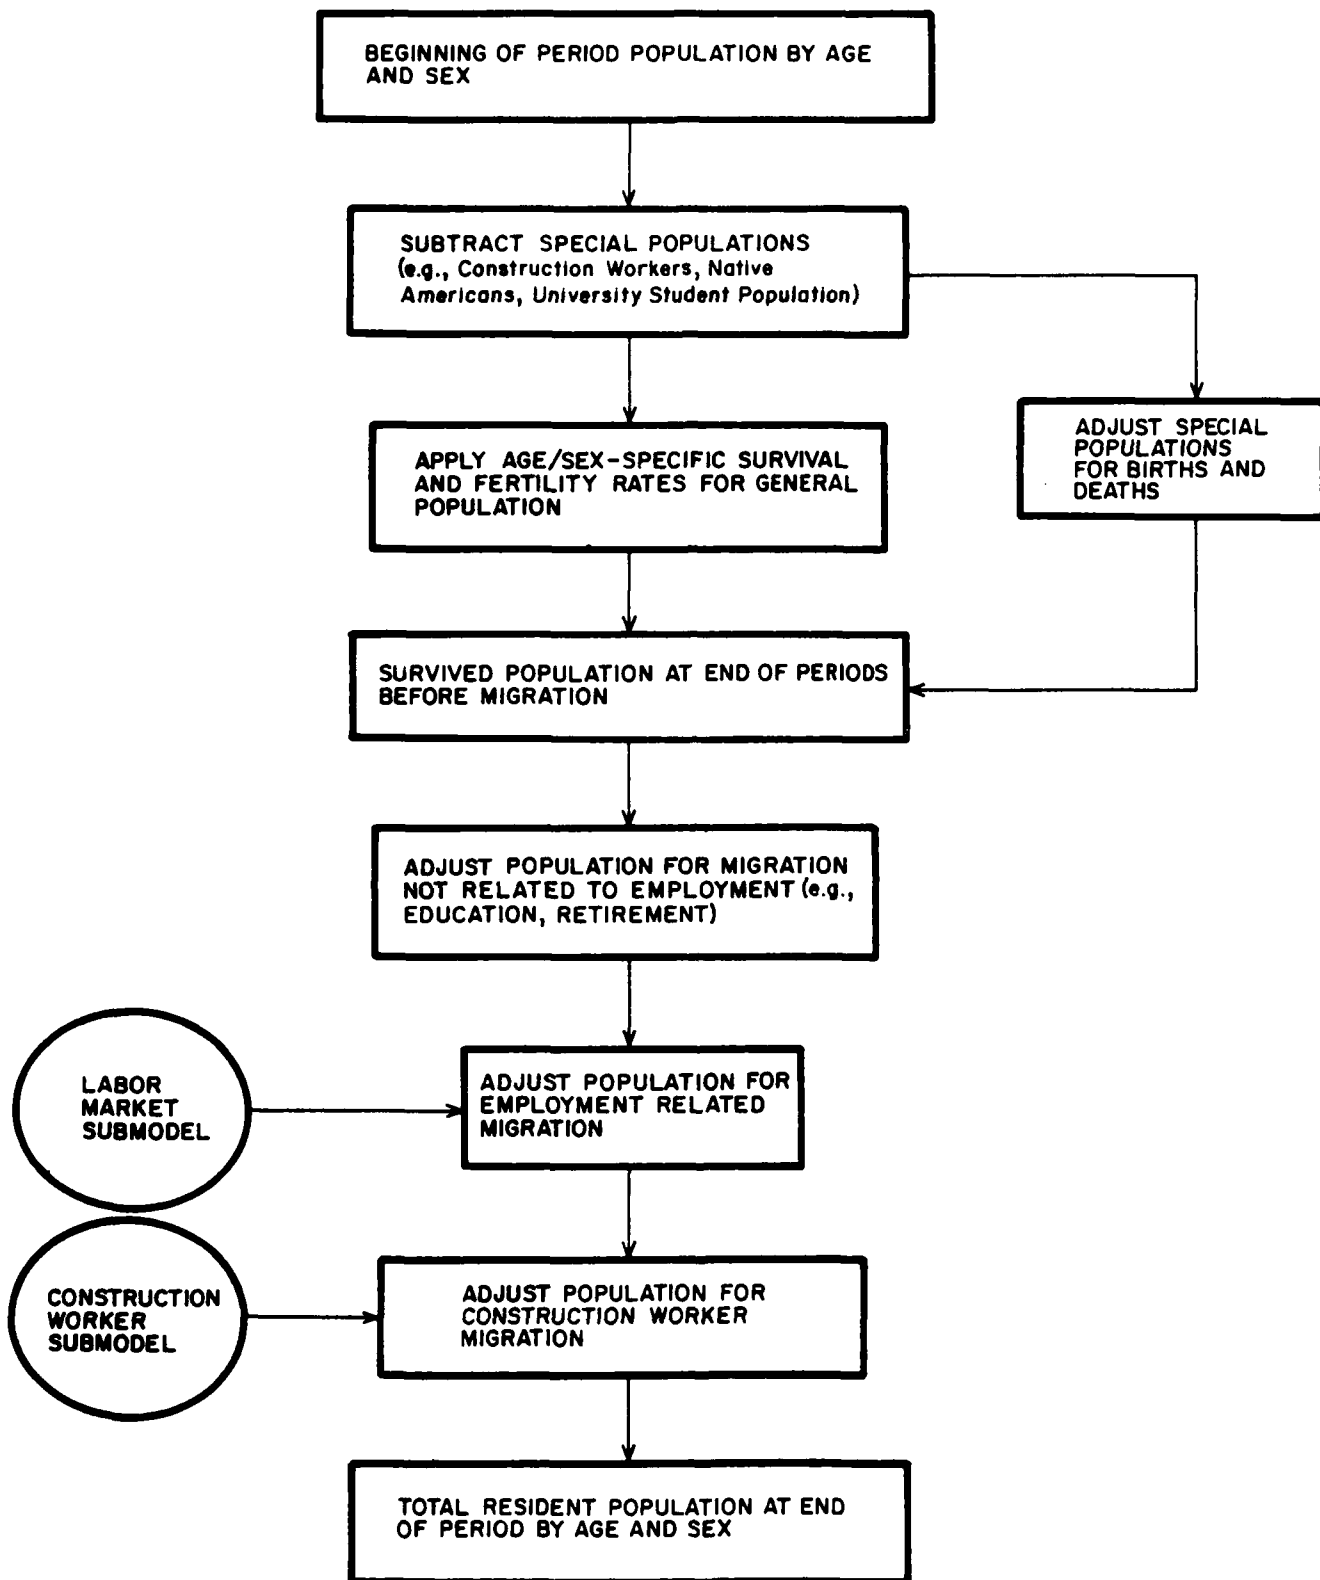 BEGINNING OF PERIOD POPULATION BY AGE
AND SEX
SUBTRACT SPECIAL POPULATIONS
(e.g., Construction Workers, Native
Americans, University Student Population)
APPLY AGE/SEX-SPECIFIC SURVIVAL
AND FERTILITY RATES FOR GENERAL
POPULATION
ADJUST SPECIAL
POPULATIONS
FOR BIRTHS AND
DEATHS
SURVIVED POPULATION AT END OF PERIODS
BEFORE MIGRATION
ADJUST POPULATION FOR MIGRATION
NOT RELATED TO EMPLOYMENT (e.g.,
EDUCATION, RETIREMENT)
LABOR
MARKET
SUBMODEL
ADJUST POPULATION FOR
EMPLOYMENT RELATED
MIGRATION
CONSTRUCTION
WORKER
SUBMODEL
ADJUST POPULATION FOR
CONSTRUCTION WORKER
MIGRATION
TOTAL RESIDENT POPULATION AT END
OF PERIOD BY AGE AND SEX